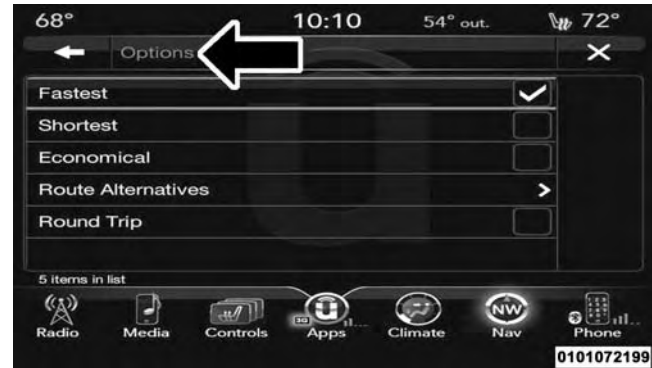 68° 10:10 54° out. 72°
Options
Fastest
Shortest
Economical
Route Alternatives
Round Trip
5 items in list
NW
3G
Radio Media Controls Apps Climate Nav Phone
0101072199